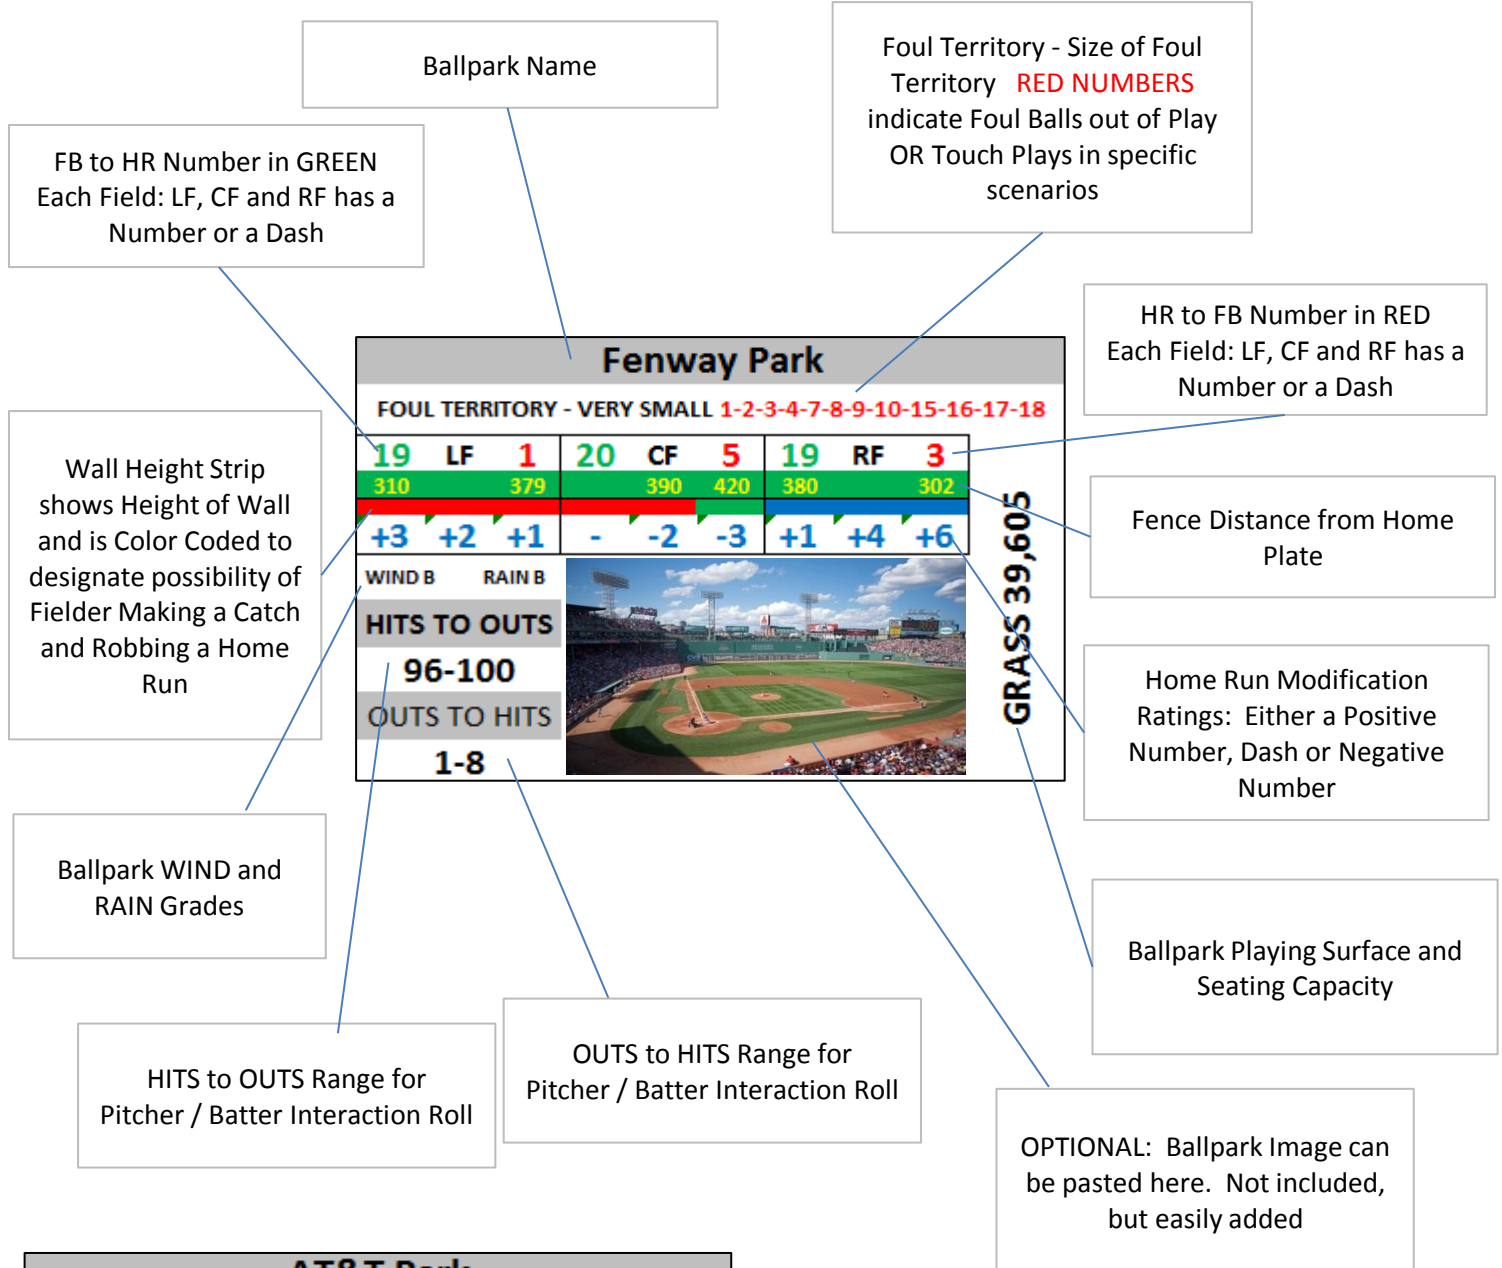 Ballpark Name
Foul Territory - Size of Foul
Territory RED NUMBERS
indicate Foul Balls out of Play
OR Touch Plays in specific
scenarios
FB to HR Number in GREEN
Each Field: LF, CF and RF has a
Number or a Dash
HR to FB Number in RED
Each Field: LF, CF and RF has a
Number or a Dash
Fenway Park
FOUL TERRITORY - VERY SMALL 1-2-3-4-7-8-9-10-15-16-17-18
19 LF 1 20 CF 5 19 RF 3
310 379 390 420 380 302
+3 +2 +1 - -2 -3 +1 +4 +6
WIND B RAIN B
HITS TO OUTS
96-100
OUTS TO HITS
1-8
GRASS 39,605
Wall Height Strip
shows Height of Wall
and is Color Coded to
designate possibility of
Fielder Making a Catch
and Robbing a Home
Run
Fence Distance from Home
Plate
Home Run Modification
Ratings: Either a Positive
Number, Dash or Negative
Number
Ballpark WIND and
RAIN Grades
Ballpark Playing Surface and
Seating Capacity
HITS to OUTS Range for
Pitcher / Batter Interaction Roll
OUTS to HITS Range for
Pitcher / Batter Interaction Roll
OPTIONAL: Ballpark Image can
be pasted here. Not included,
but easily added
AT&T Park